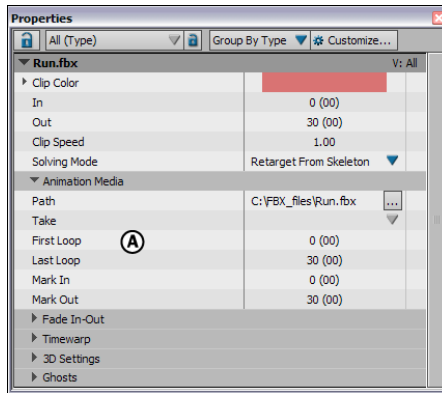 Properties
All (Type) Group By Type Customize...
Run.fbx V: All
Clip Color
In 0 (00)
Out 30 (00)
Clip Speed 1.00
Solving Mode Retarget From Skeleton
Animation Media
Path C:\FBX_files\Run.fbx ...
Take
First Loop A 0 (00)
Last Loop 30 (00)
Mark In 0 (00)
Mark Out 30 (00)
Fade In-Out
Timewarp
3D Settings
Ghosts